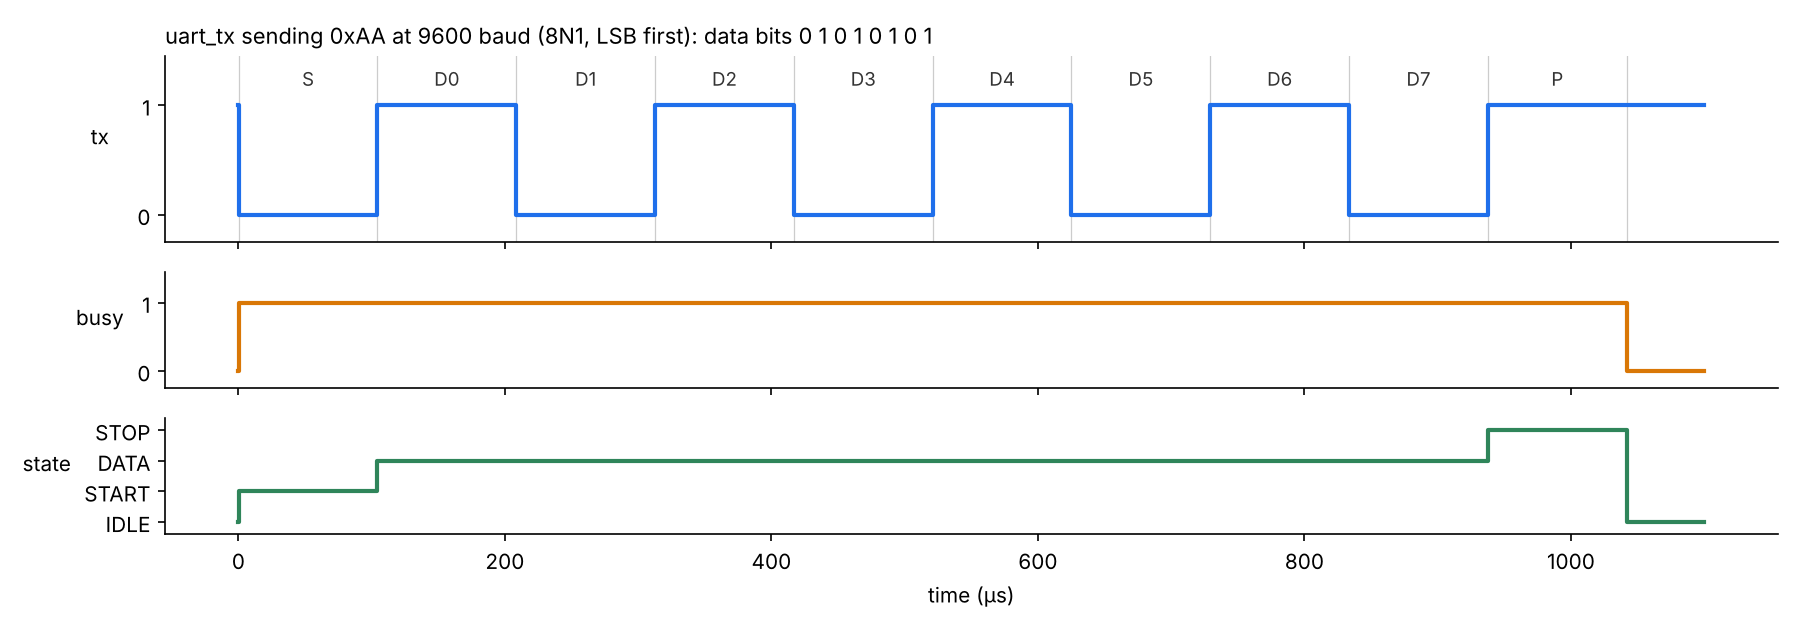 uart_tx sending 0xAA at 9600 baud (8N1, LSB first): data bits 0 1 0 1 0 1 0 1
S D0 D1 D2 D3 D4 D5 D6 D7 P
1
tx
0
1
busy
0
STOP
state DATA
START
IDLE
0 200 400 600 800 1000
time (µs)